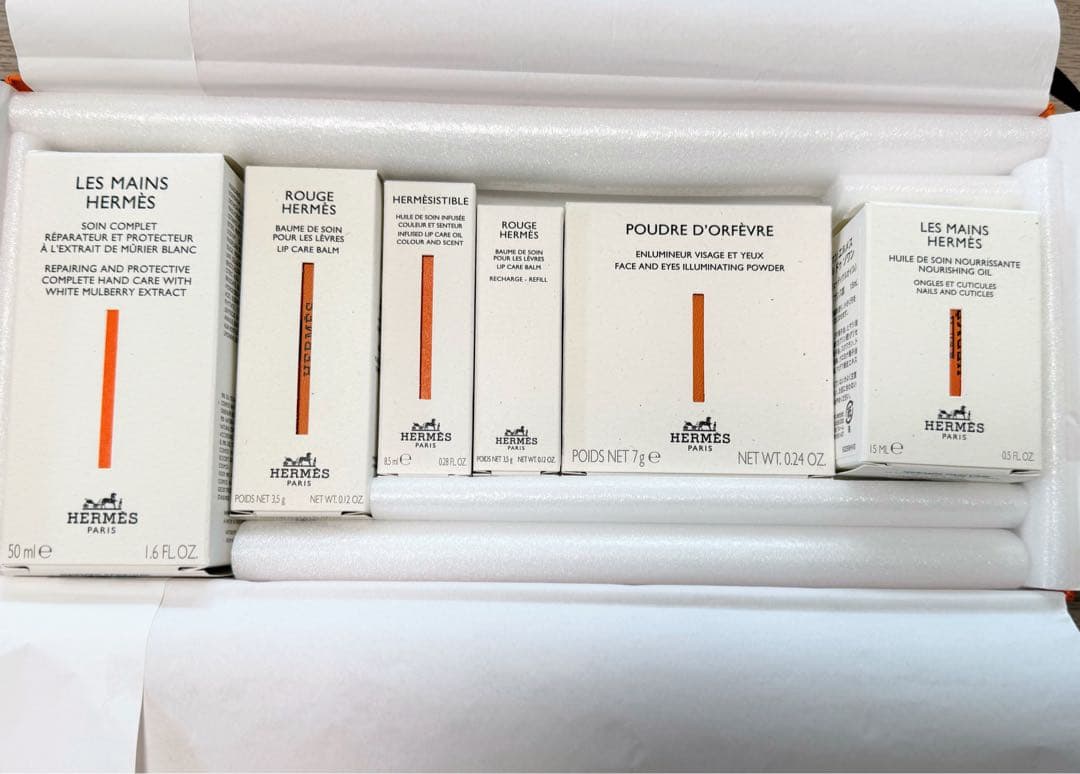 LES MAINS
HERMÈS
SOIN COMPLET
RÉPARATEUR ET PROTECTEUR
À L'EXTRAIT DE MÛRIER BLANC
REPAIRING AND PROTECTIVE
COMPLETE HAND CARE WITH
WHITE MULBERRY EXTRACT
HERMÈS
PARIS
50 ml e 1.6 FL.OZ.
ROUGE
HERMÈS
BAUME DE SOIN
POUR LES LÈVRES
LIP CARE BALM
HERMÈS
HERMÈS
PARIS
POIDS NET 3,5 g NET WT. 0.12 OZ.
HERMÈSISTIBLE
HUILE DE SOIN INFUSÉE
COULEUR ET SENTEUR
INFUSED LIP CARE OIL
COLOUR AND SCENT
HERMÈS
PARIS
8.5 ml e 0.28 FL. OZ.
ROUGE
HERMÈS
BAUME DE SOIN
POUR LES LÈVRES
LIP CARE BALM
RECHARGE - REFILL
HERMÈS
PARIS
POIDS NET 3,5 g NET WT. 0.12 OZ.
POUDRE D'ORFÈVRE
ENLUMINEUR VISAGE ET YEUX
FACE AND EYES ILLUMINATING POWDER
HERMÈS
PARIS
POIDS NET 7g e NET WT. 0.24 OZ.
LES MAINS
HERMÈS
HUILE DE SOIN NOURRISSANTE
NOURISHING OIL
ONGLES ET CUTICULES
NAILS AND CUTICLES
HERMÈS
PARIS
15 ML e 0.5 FL. OZ.